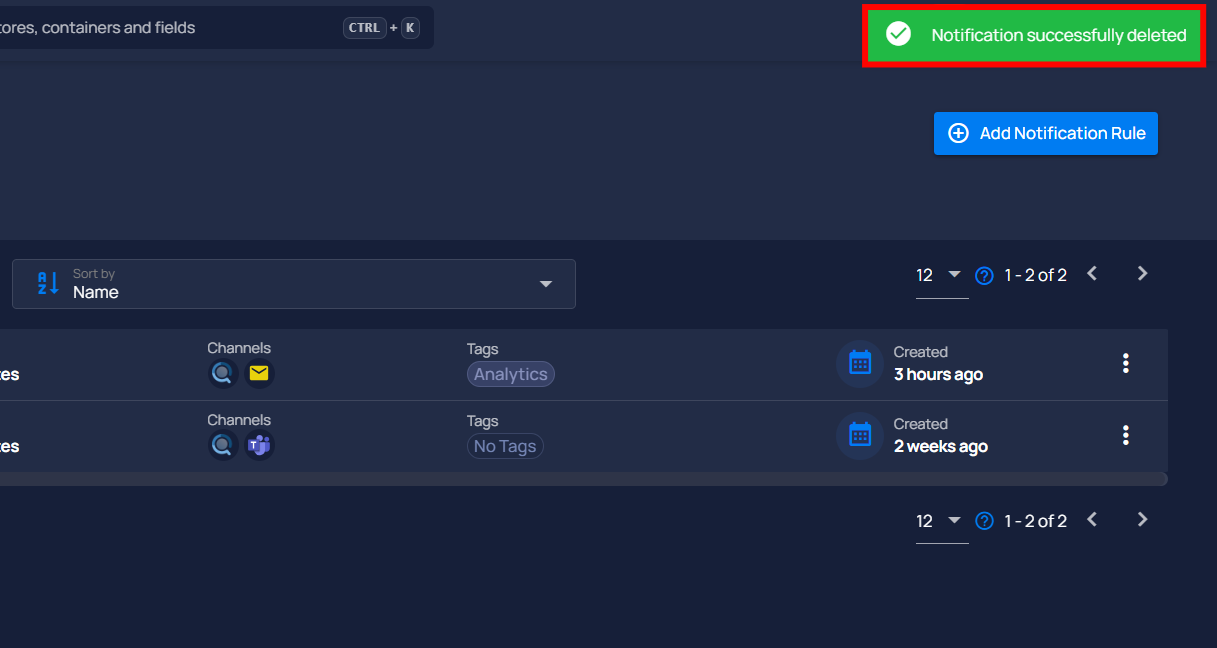 tores, containers and fields CTRL + K
Notification successfully deleted
Add Notification Rule
Sort by
Name
12 1 - 2 of 2
Channels
Tags
Analytics
Created
3 hours ago
Channels
Tags
No Tags
Created
2 weeks ago
12 1 - 2 of 2